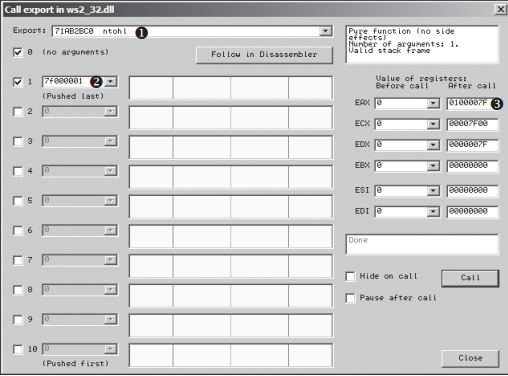 Call export in ws2_32.dll
Export: 71AB2BC0 ntohl 1
Pure function (no side
effects)
Number of arguments: 1.
Valid stack frame
0 (no arguments)
Follow in Disassembler
1 7f000001 2
(Pushed last)
2 0
3 0
4 0
5 0
6 0
7 0
8 0
9 0
10 0
(Pushed first)
Value of registers:
Before call After call
EAX 0 0100007F 3
ECX 0 00007F00
EDX 0 0000007F
EBX 0 00000000
ESI 0 00000000
EDI 0 00000000
Done
Hide on call
Call
Pause after call
Close